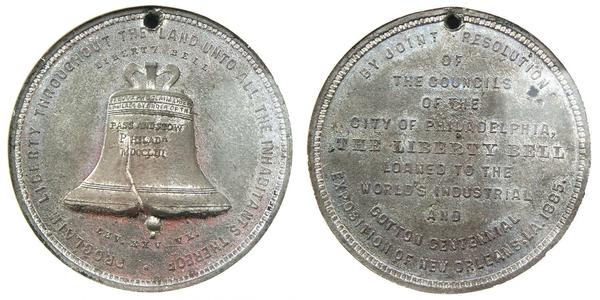 PROCLAIM LIBERTY THROUGHOUT THE LAND UNTO ALL THE INHABITANTS THEREOF
LIBERTY BELL
PASS AND STOW
PHILADA
MDCCLIII
LEV. XXV. VX.
BY JOINT RESOLUTION
OF
THE COUNCILS
OF THE
CITY OF PHILADELPHIA,
THE LIBERTY BELL
LOANED TO THE
WORLD'S INDUSTRIAL
AND
COTTON CENTENNIAL
EXPOSITION OF NEW ORLEANS, LA. 1885.